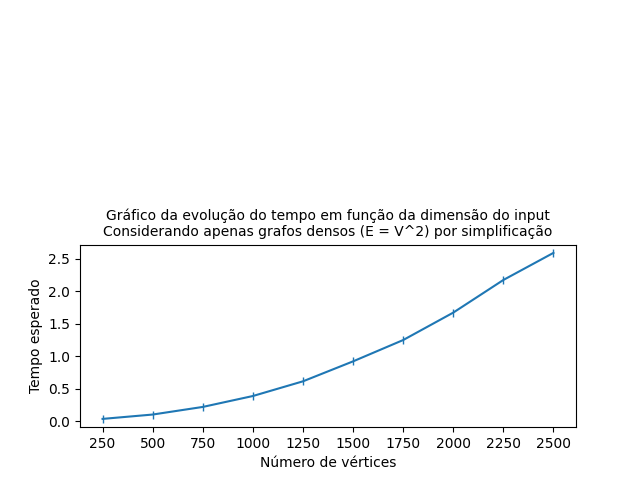 Gráfico da evolução do tempo em função da dimensão do input
Considerando apenas grafos densos (E = V^2) por simplificação
Tempo esperado
2.5
2.0
1.5
1.0
0.5
0.0
250 500 750 1000 1250 1500 1750 2000 2250 2500
Número de vértices